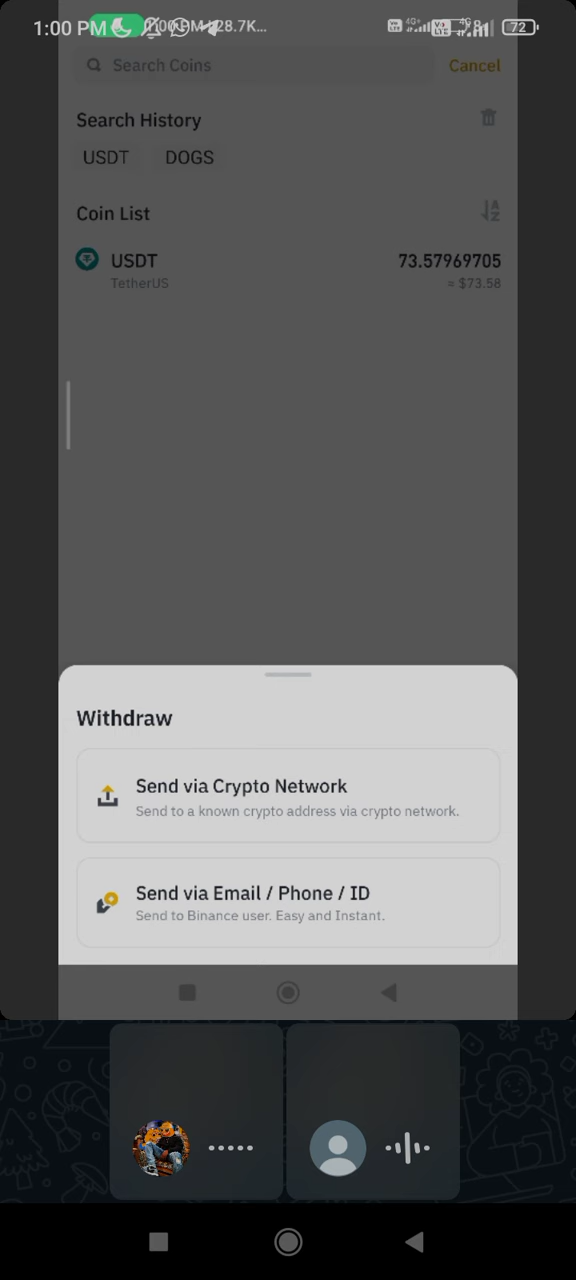 1:00 PM
Search Coins
Cancel
Search History
USDT
DOGS
Coin List
USDT
73.57969705
TetherUS
≈ $73.58
Withdraw
Send via Crypto Network
Send to a known crypto address via crypto network.
Send via Email / Phone / ID
Send to Binance user. Easy and Instant.
72